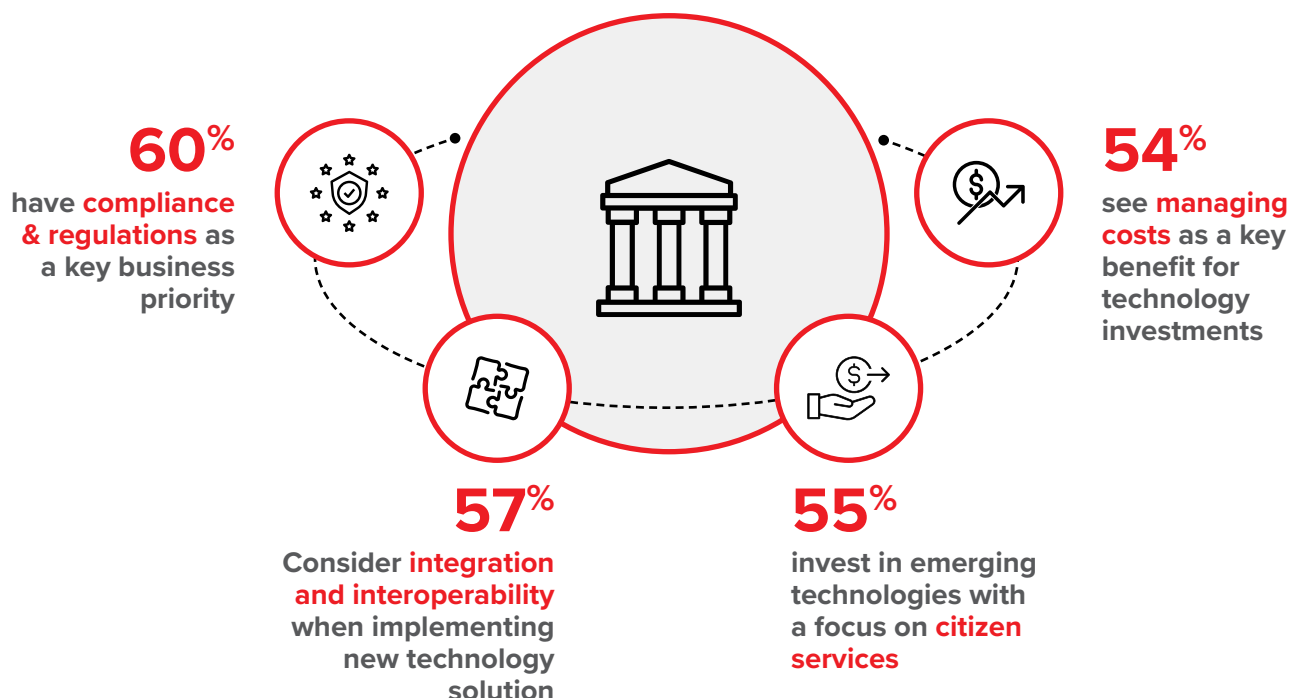 60%
have compliance
& regulations as
a key business
priority
57%
Consider integration
and interoperability
when implementing
new technology
solution
55%
invest in emerging
technologies with
a focus on citizen
services
54%
see managing
costs as a key
benefit for
technology
investments